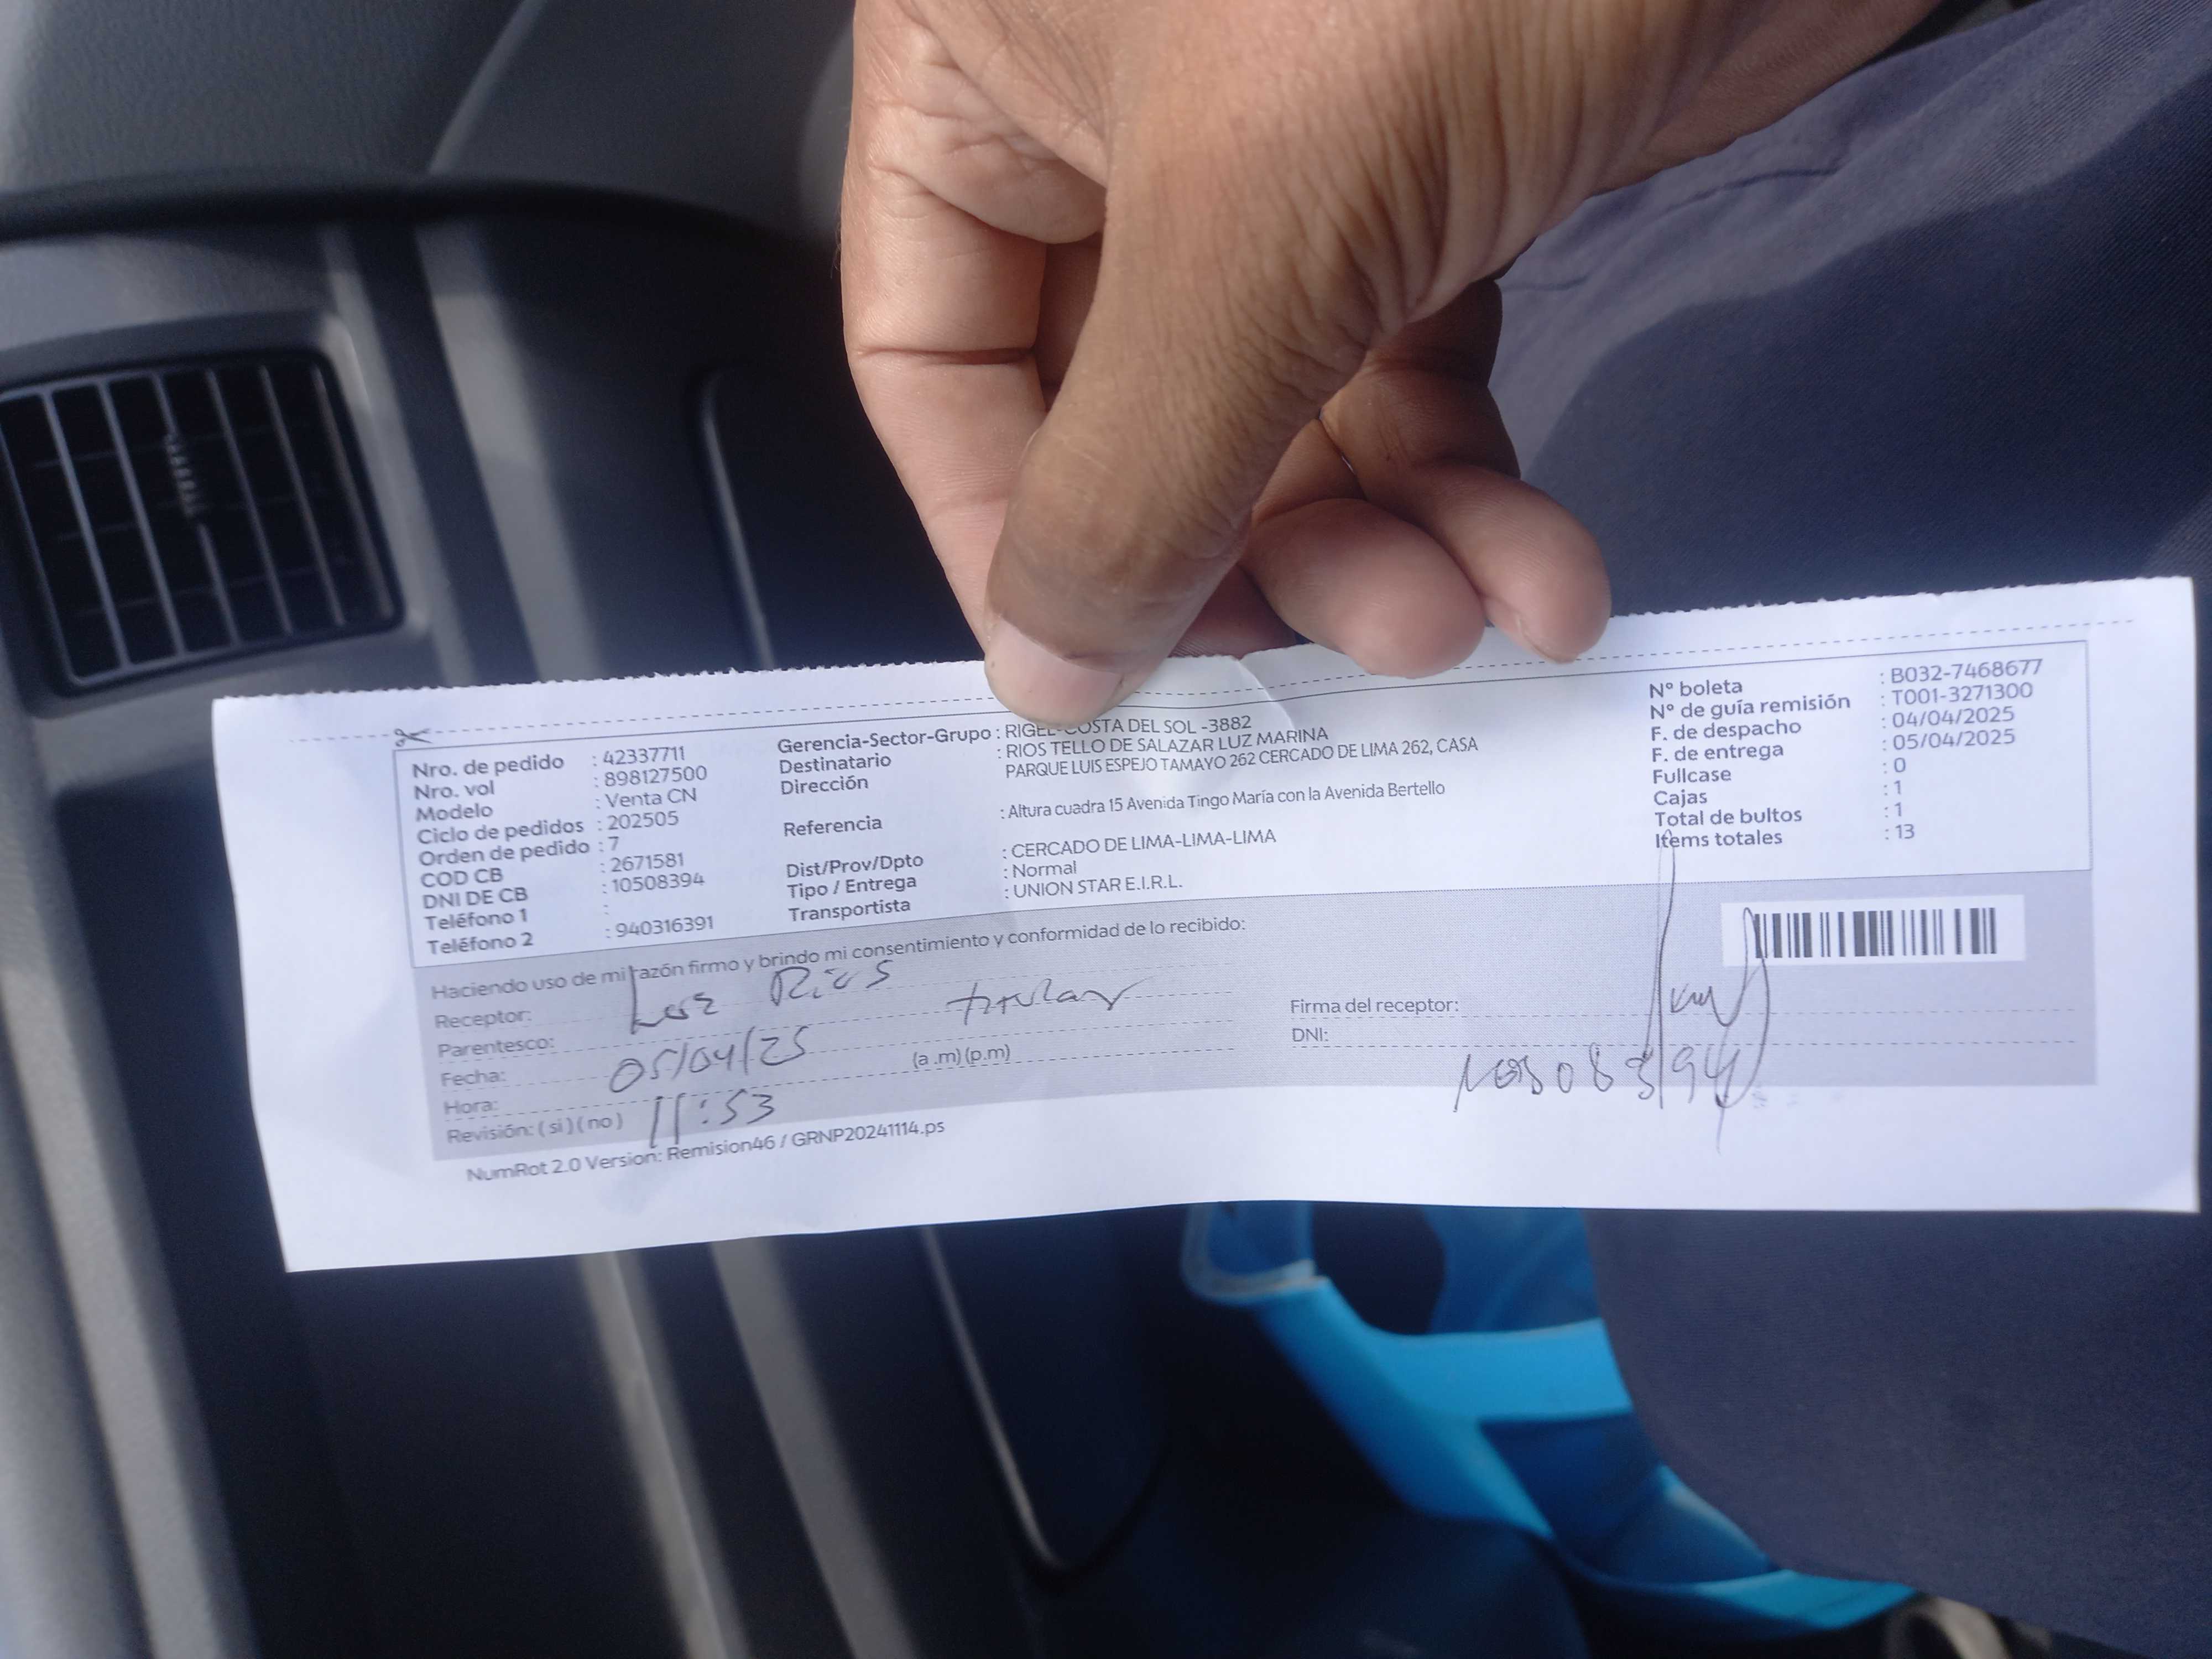 Nro. de pedido : 42337711
Nro. vol : 898127500
Modelo : Venta CN
Ciclo de pedidos : 202505
Orden de pedido : 7
COD CB : 2671581
DNI DE CB : 10508394
Teléfono 1 :
Teléfono 2 : 940316391
Gerencia-Sector-Grupo : RIGEL-COSTA DEL SOL -3882
Destinatario : RIOS TELLO DE SALAZAR LUZ MARINA
Dirección PARQUE LUIS ESPEJO TAMAYO 262 CERCADO DE LIMA 262, CASA
Referencia : Altura cuadra 15 Avenida Tingo María con la Avenida Bertello
Dist/Prov/Dpto : CERCADO DE LIMA-LIMA-LIMA
Tipo / Entrega : Normal
Transportista : UNION STAR E.I.R.L.
N° boleta : B032-7468677
N° de guía remisión : T001-3271300
F. de despacho : 04/04/2025
F. de entrega : 05/04/2025
Fullcase : 0
Cajas : 1
Total de bultos : 1
Items totales : 13
Haciendo uso de mi razón firmo y brindo mi consentimiento y conformidad de lo recibido:
Receptor: Luz Rios
Parentesco: titular
Fecha: 05/04/25
Hora: 11:53 (a .m) (p.m)
Revisión: ( si ) ( no )
Firma del receptor:
DNI: 10508394
NumRot 2.0 Version: Remision46 / GRNP20241114.ps